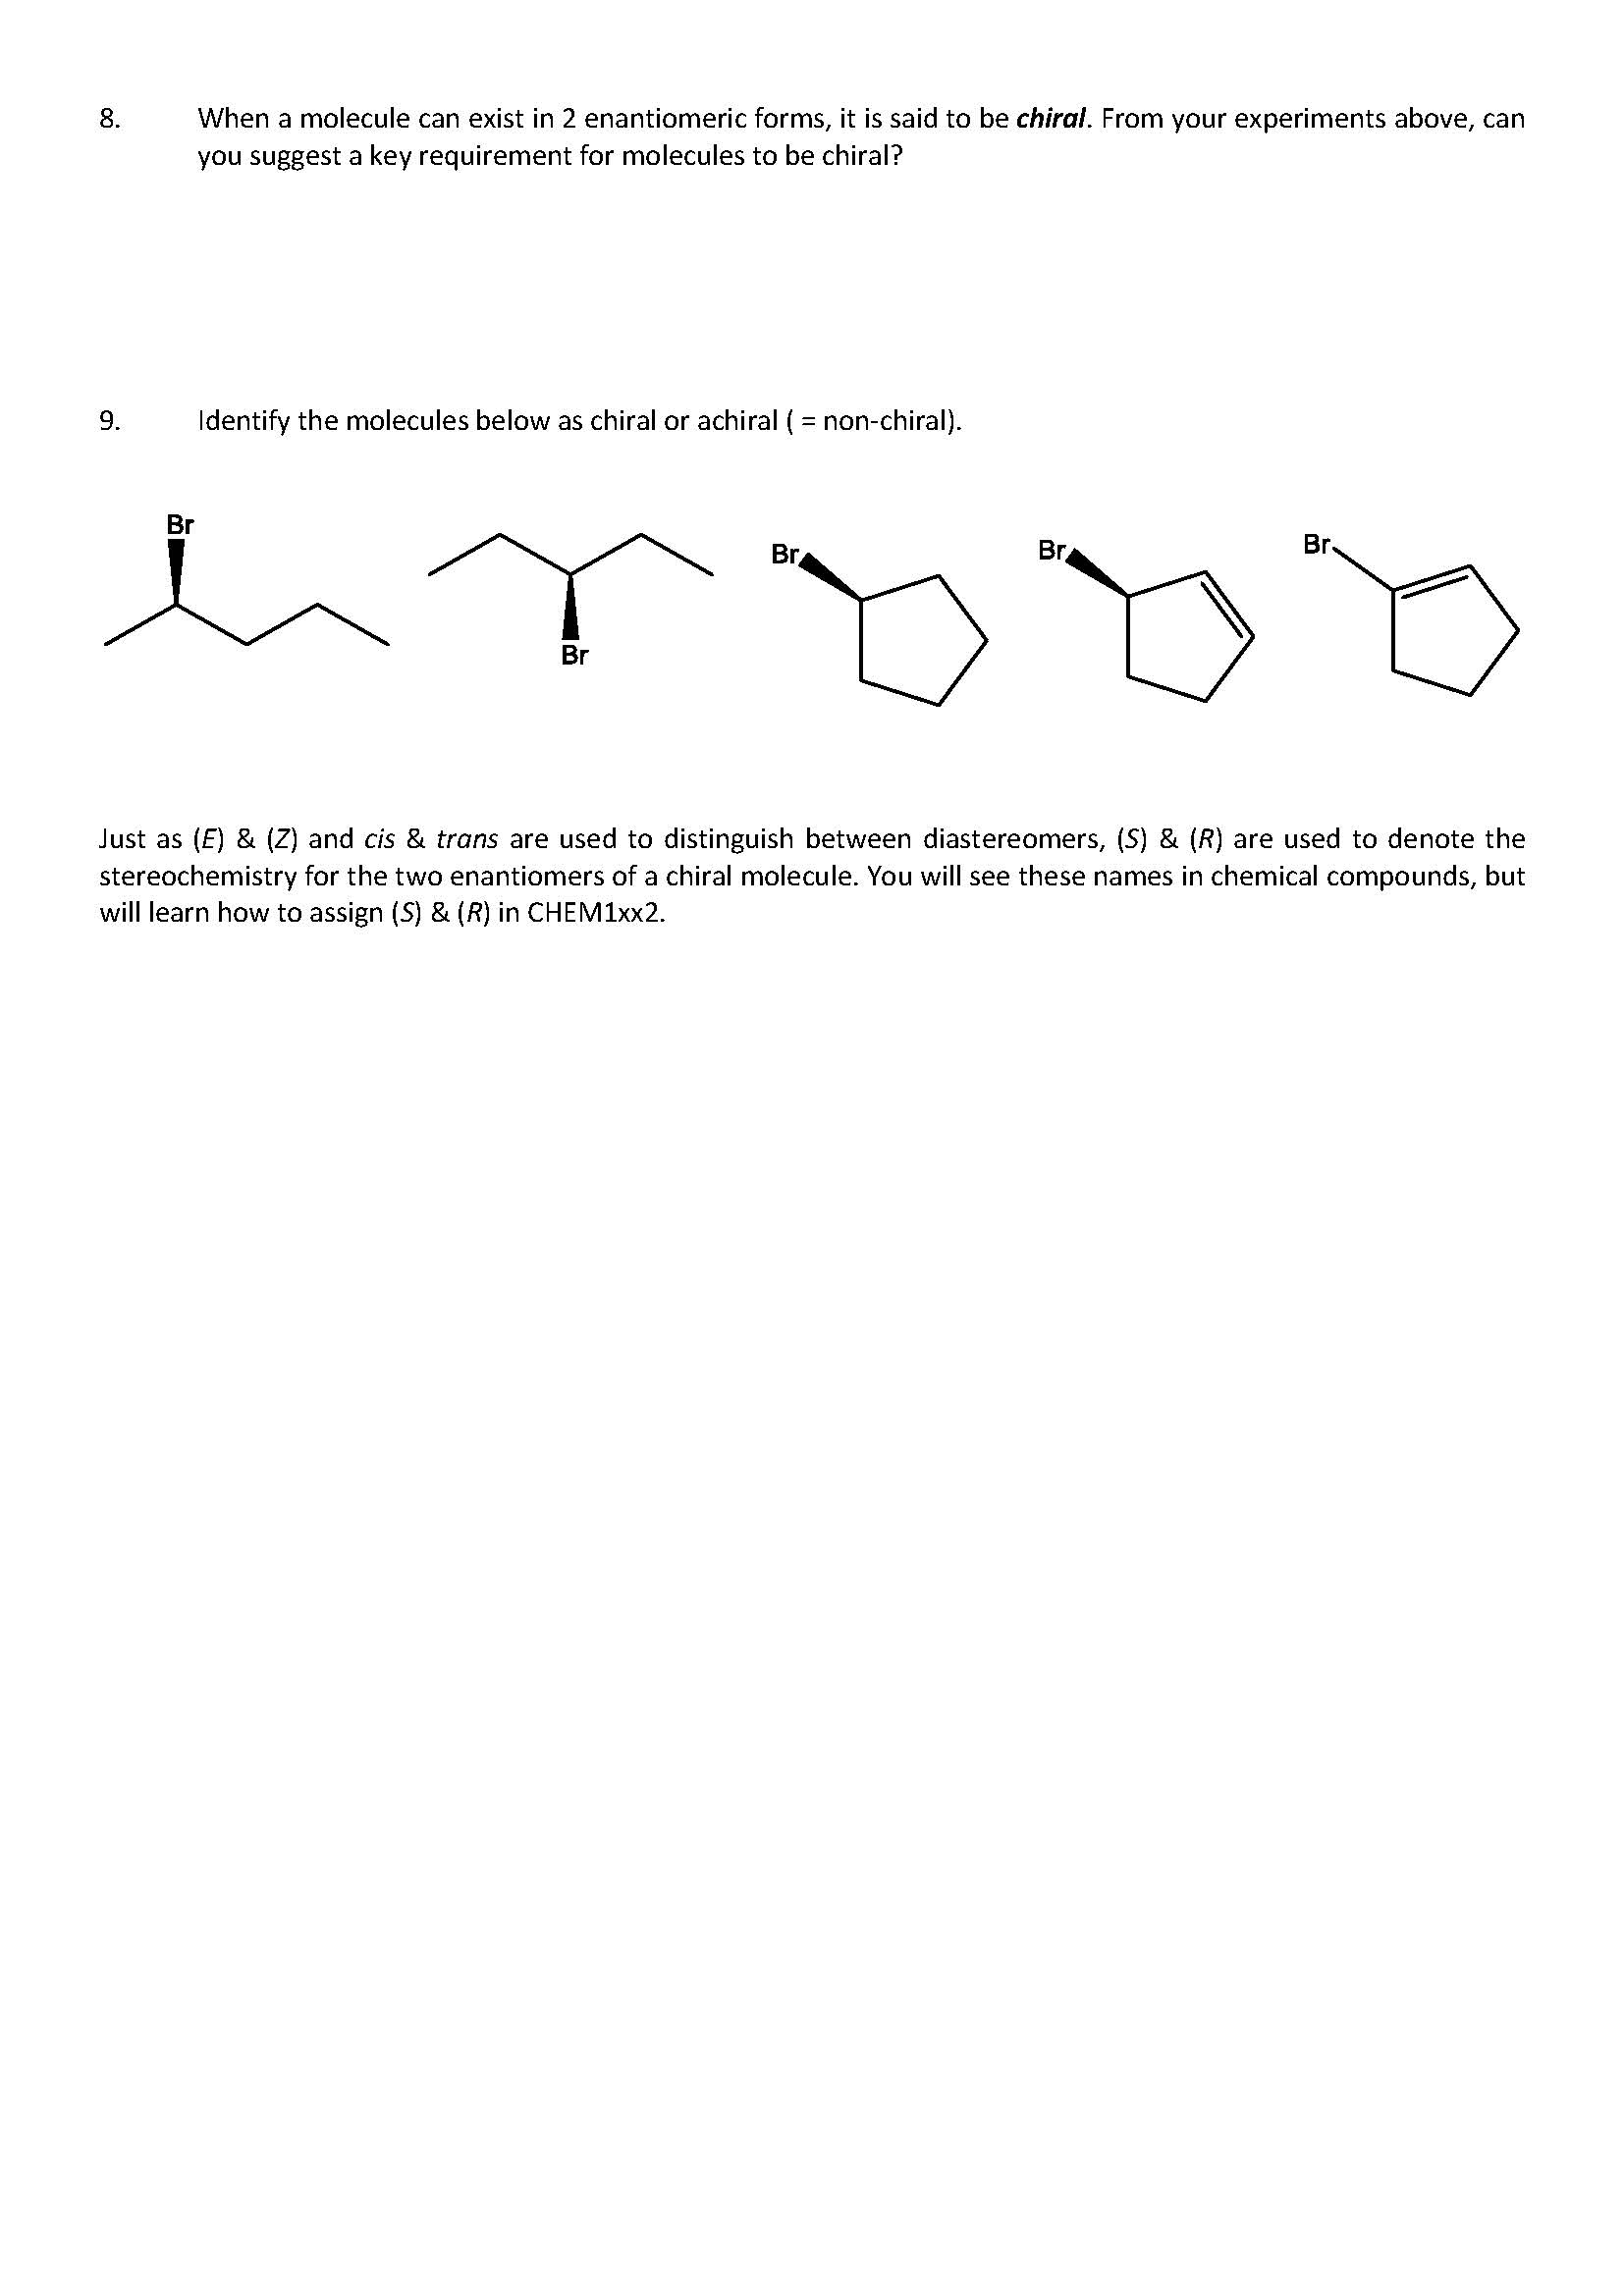 8. When a molecule can exist in 2 enantiomeric forms, it is said to be chiral. From your experiments above, can
you suggest a key requirement for molecules to be chiral?
9. Identify the molecules below as chiral or achiral ( = non-chiral).
Br
Br
Br
Br
Br
Just as (E) & (Z) and cis & trans are used to distinguish between diastereomers, (S) & (R) are used to denote the
stereochemistry for the two enantiomers of a chiral molecule. You will see these names in chemical compounds, but
will learn how to assign (S) & (R) in CHEM1xx2.